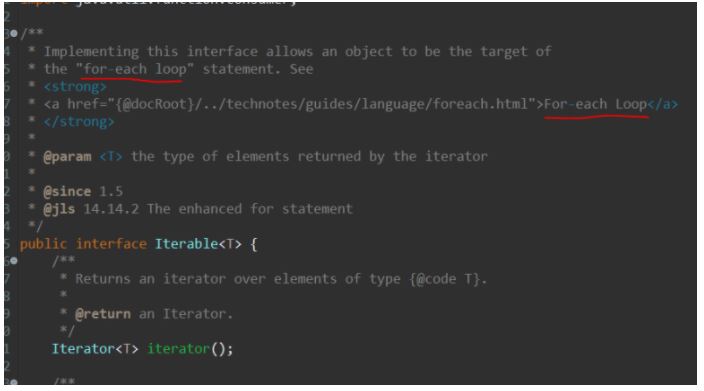 import java.util.function.Consumer;
/**
* Implementing this interface allows an object to be the target of
* the "for-each loop" statement. See
* <strong>
* <a href="{@docRoot}/../technotes/guides/language/foreach.html">For-each Loop</a>
* </strong>
*
* @param <T> the type of elements returned by the iterator
*
* @since 1.5
* @jls 14.14.2 The enhanced for statement
*/
public interface Iterable<T> {
/**
* Returns an iterator over elements of type {@code T}.
*
* @return an Iterator.
*/
Iterator<T> iterator();
/**